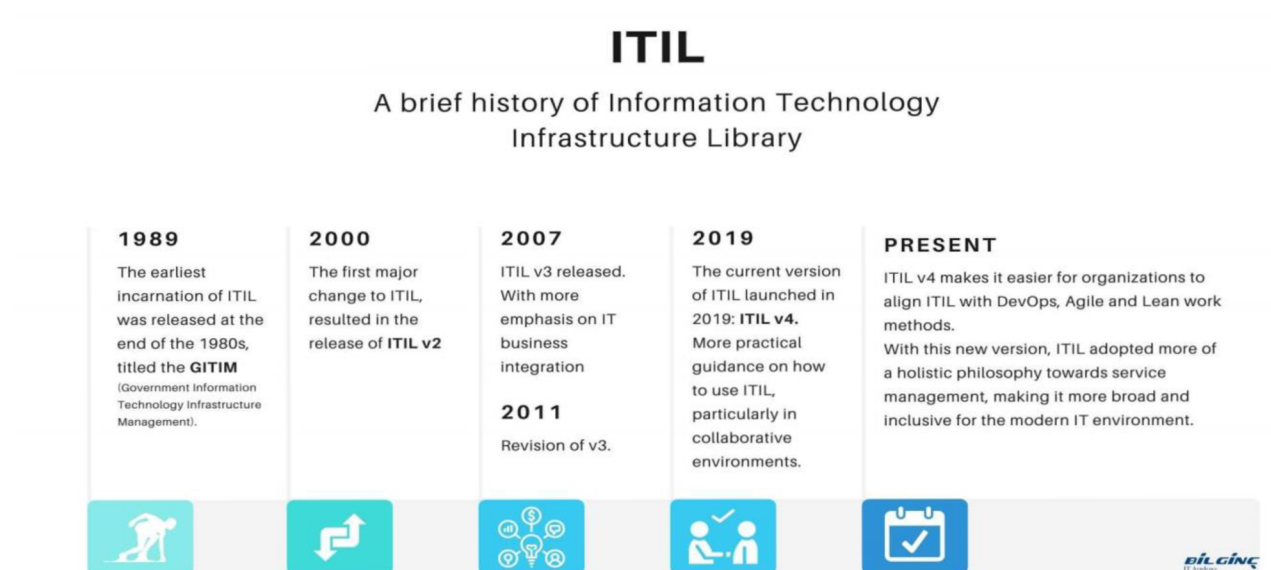 ITIL
A brief history of Information Technology
Infrastructure Library
1989
The earliest
incarnation of ITIL
was released at the
end of the 1980s,
titled the GITIM
(Government Information
Technology Infrastructure
Management).
2000
The first major
change to ITIL,
resulted in the
release of ITIL v2
2007
ITIL v3 released.
With more
emphasis on IT
business
integration
2011
Revision of v3.
2019
The current version
of ITIL launched in
2019: ITIL v4.
More practical
guidance on how
to use ITIL,
particularly in
collaborative
environments.
PRESENT
ITIL v4 makes it easier for organizations to
align ITIL with DevOps, Agile and Lean work
methods.
With this new version, ITIL adopted more of
a holistic philosophy towards service
management, making it more broad and
inclusive for the modern IT environment.
$
BİLGİNÇ
IT Academy